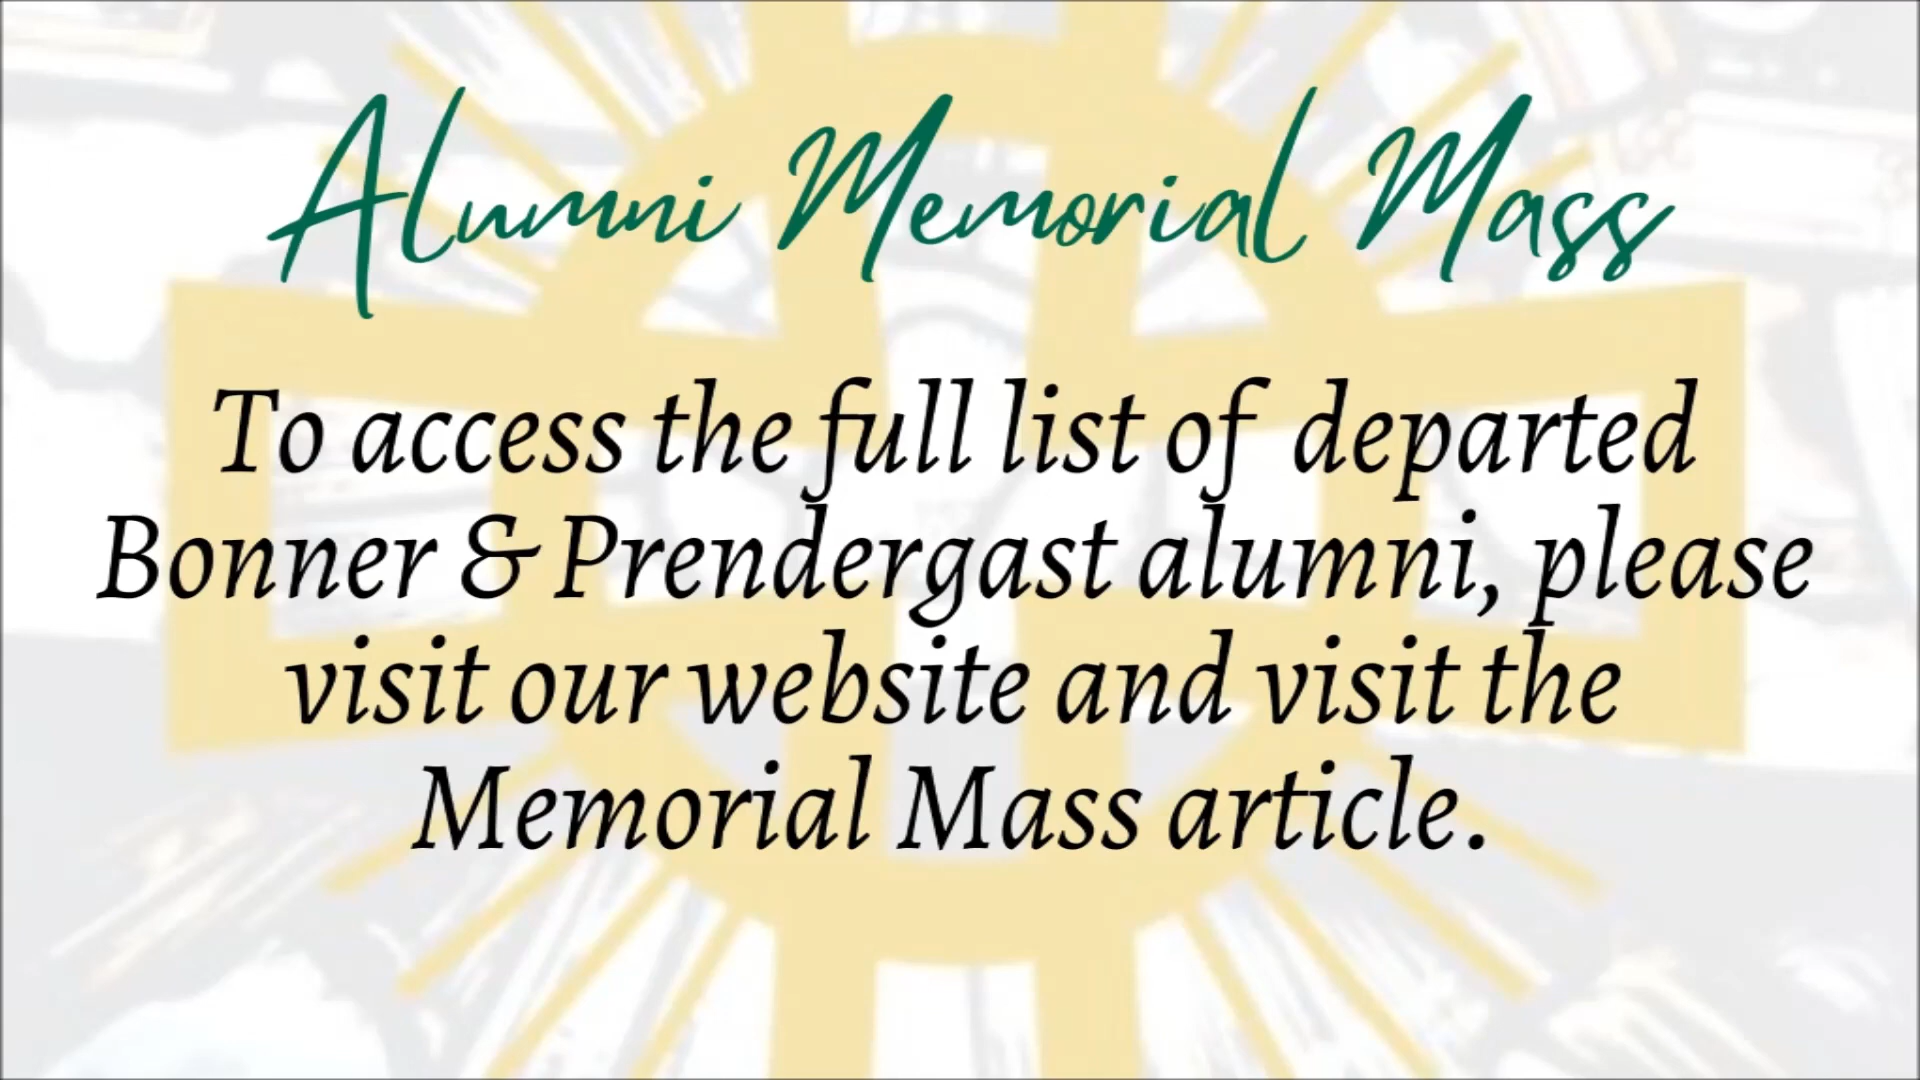 Alumni Memorial Mass
To access the full list of departed
Bonner & Prendergast alumni, please
visit our website and visit the
Memorial Mass article.